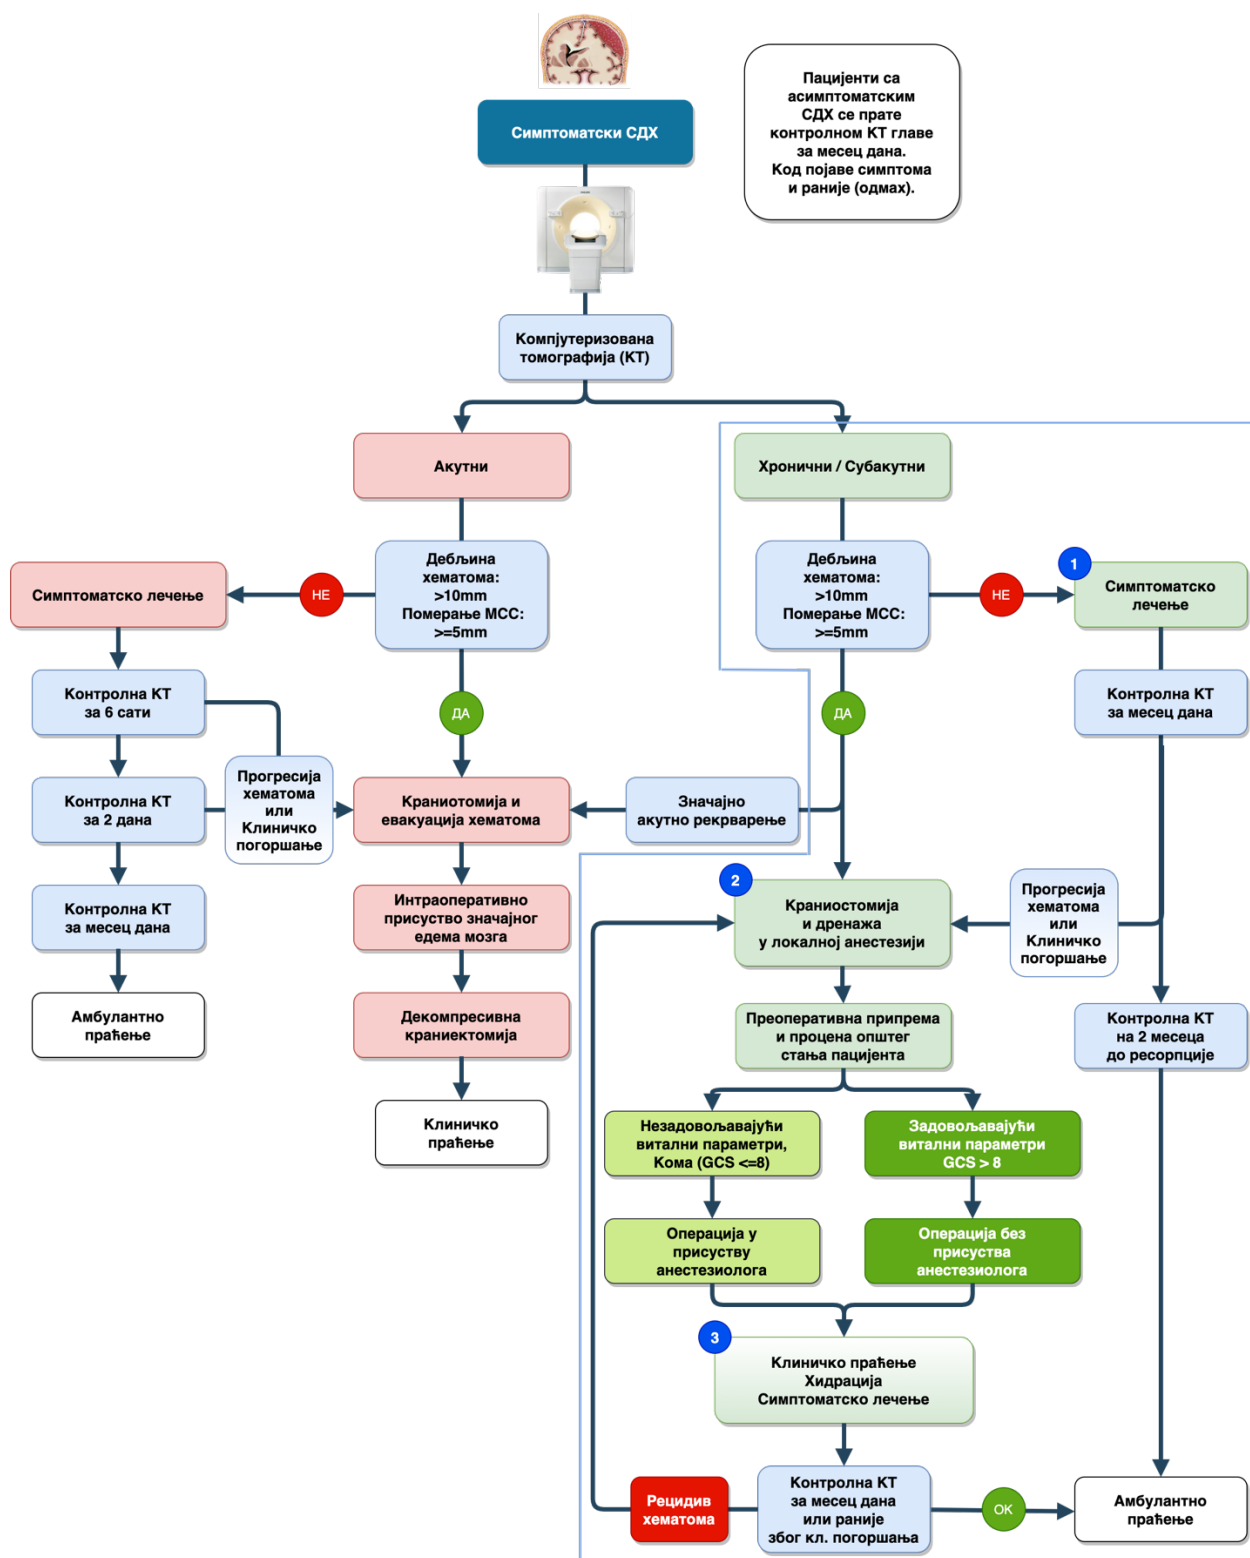 Симптоматски СДХ
Пацијенти са
асимптоматским
СДХ се прате
контролном КТ главе
за месец дана.
Код појаве симптома
и раније (одмах).
Компјутеризована
томографија (КТ)
Акутни
Хронични / Субакутни
Дебљина
хематома:
>10mm
Померање МСС:
>=5mm
НЕ
Симптоматско лечење
Дебљина
хематома:
>10mm
Померање МСС:
>=5mm
НЕ
1
Симптоматско
лечење
Контролна КТ
за 6 сати
ДА
ДА
Контролна КТ
за месец дана
Контролна КТ
за 2 дана
Прогресија
хематома
или
Клиничко
погоршање
Краниотомија и
евакуација хематома
Значајно
акутно рекрварење
Контролна КТ
за месец дана
Интраоперативно
присуство значајног
едема мозга
2
Краниостомија
и дренажа
у локалној анестезији
Прогресија
хематома
или
Клиничко
погоршање
Амбулантно
праћење
Декомпресивна
краниектомија
Преоперативна припрема
и процена општег
стања пацијента
Контролна КТ
на 2 месеца
до ресорпције
Клиничко
праћење
Незадовољавајући
витални параметри,
Кома (GCS <=8)
Задовољавајући
витални параметри
GCS > 8
Операција у
присуству
анестезиолога
Операција без
присуства
анестезиолога
3
Клиничко праћење
Хидрација
Симптоматско лечење
Рецидив
хематома
Контролна КТ
за месец дана
или раније
због кл. погоршања
OK
Амбулантно
праћење